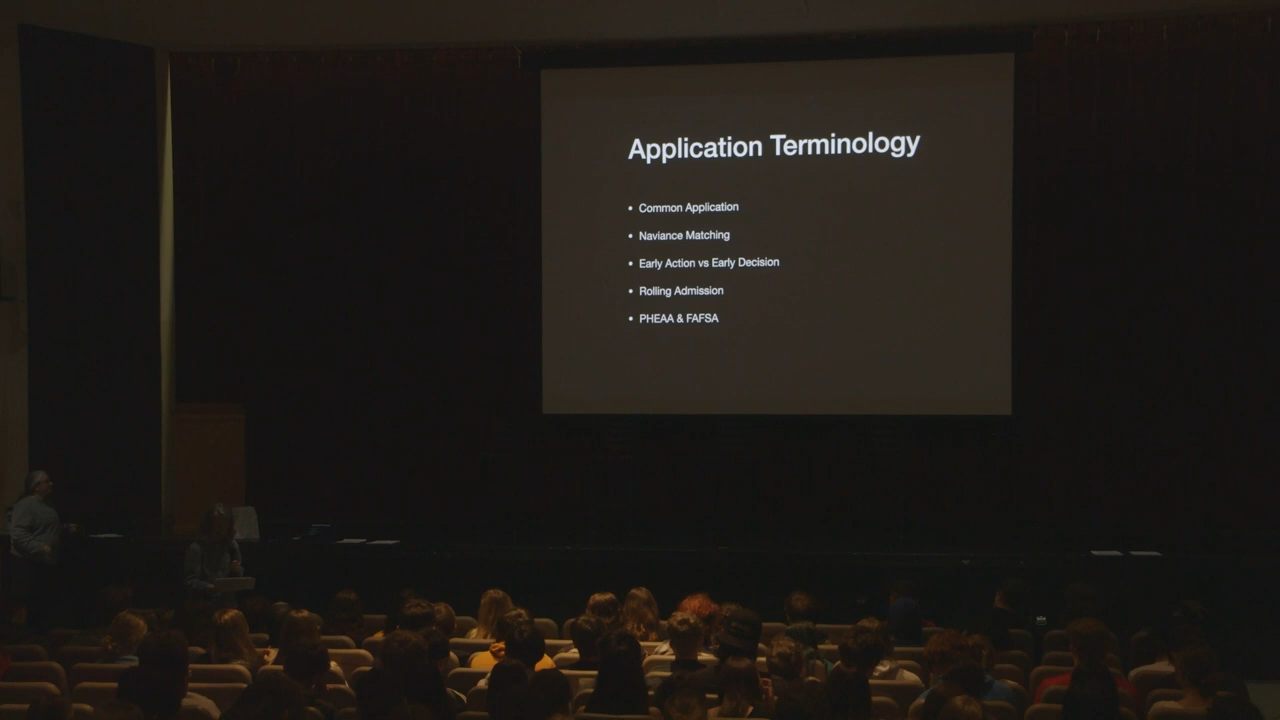 Application Terminology
• Common Application
• Naviance Matching
• Early Action vs Early Decision
• Rolling Admission
• PHEAA & FAFSA